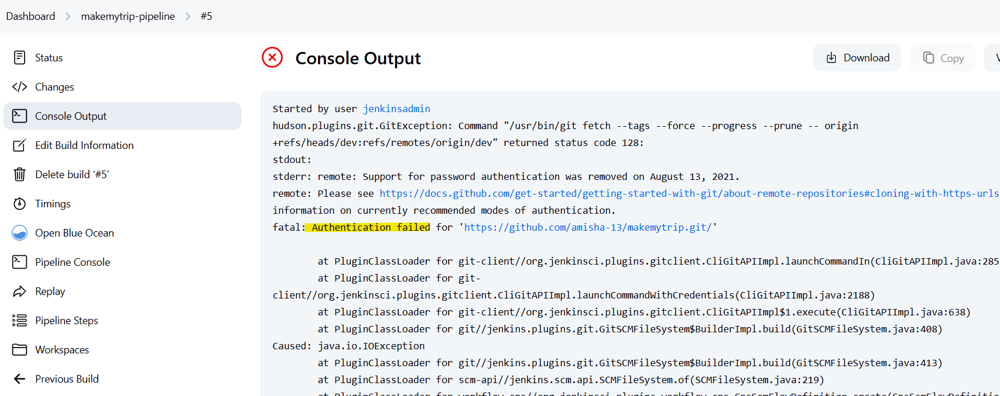 Dashboard > makemytrip-pipeline > #5
Status
Changes
Console Output
Edit Build Information
Delete build ‘#5’
Timings
Open Blue Ocean
Pipeline Console
Replay
Pipeline Steps
Workspaces
Previous Build
Console Output
Download
Copy
Started by user jenkinsadmin
hudson.plugins.git.GitException: Command "/usr/bin/git fetch --tags --force --progress --prune -- origin
+refs/heads/dev:refs/remotes/origin/dev" returned status code 128:
stdout:
stderr: remote: Support for password authentication was removed on August 13, 2021.
remote: Please see https://docs.github.com/get-started/getting-started-with-git/about-remote-repositories#cloning-with-https-urls
information on currently recommended modes of authentication.
fatal: Authentication failed for 'https://github.com/amisha-13/makemytrip.git/'
at PluginClassLoader for git-client//org.jenkinsci.plugins.gitclient.CliGitAPIImpl.launchCommandIn(CliGitAPIImpl.java:285
at PluginClassLoader for git-
client//org.jenkinsci.plugins.gitclient.CliGitAPIImpl.launchCommandWithCredentials(CliGitAPIImpl.java:2188)
at PluginClassLoader for git-client//org.jenkinsci.plugins.gitclient.CliGitAPIImpl$1.execute(CliGitAPIImpl.java:638)
at PluginClassLoader for git//jenkins.plugins.git.GitSCMFileSystem$BuilderImpl.build(GitSCMFileSystem.java:408)
Caused: java.io.IOException
at PluginClassLoader for git//jenkins.plugins.git.GitSCMFileSystem$BuilderImpl.build(GitSCMFileSystem.java:413)
at PluginClassLoader for scm-api//jenkins.scm.api.SCMFileSystem.of(SCMFileSystem.java:219)